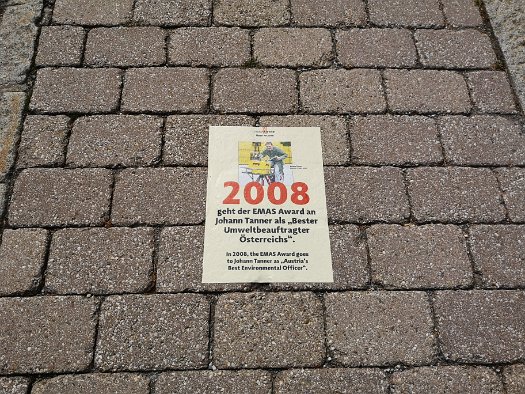 2008
geht der EMAS Award an
Johann Tanner als „Bester
Umweltbeauftragter
Österreichs“.
In 2008, the EMAS Award goes
to Johann Tanner as „Austria's
Best Environmental Officer“.